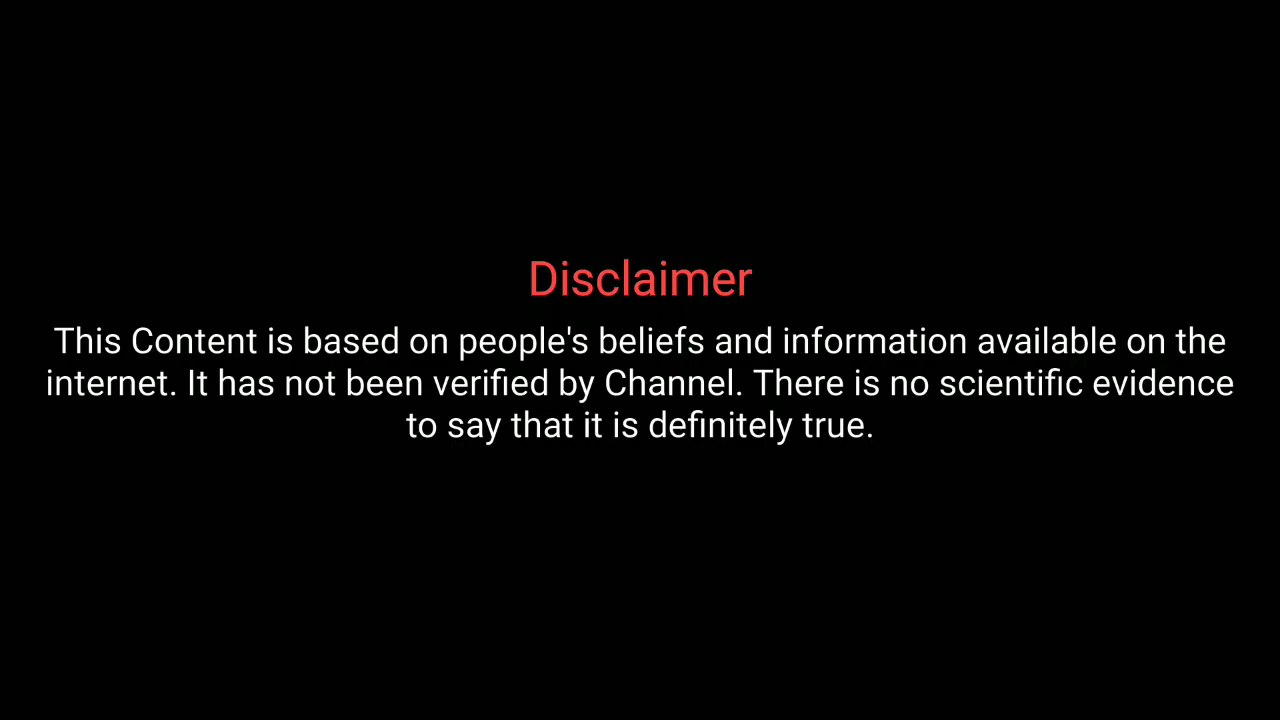 Disclaimer
This Content is based on people's beliefs and information available on the
internet. It has not been verified by Channel. There is no scientific evidence
to say that it is definitely true.